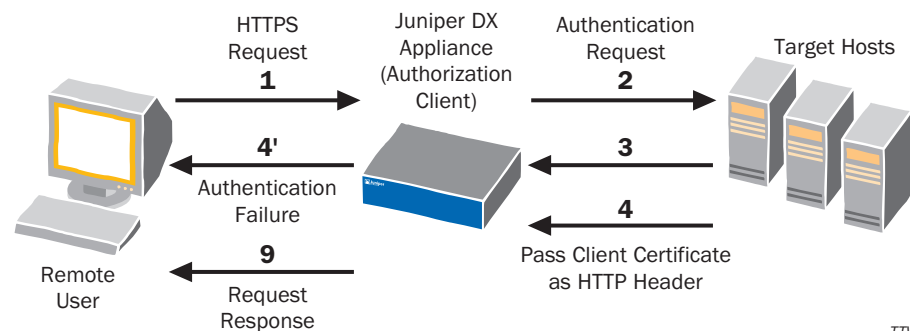 HTTPS
Request
1
Juniper DX
Appliance
(Authorization
Client)
Authentication
Request
2
Target Hosts
4'
Authentication
Failure
3
4
Pass Client Certificate
as HTTP Header
Juniper
Remote
User
9
Request
Response